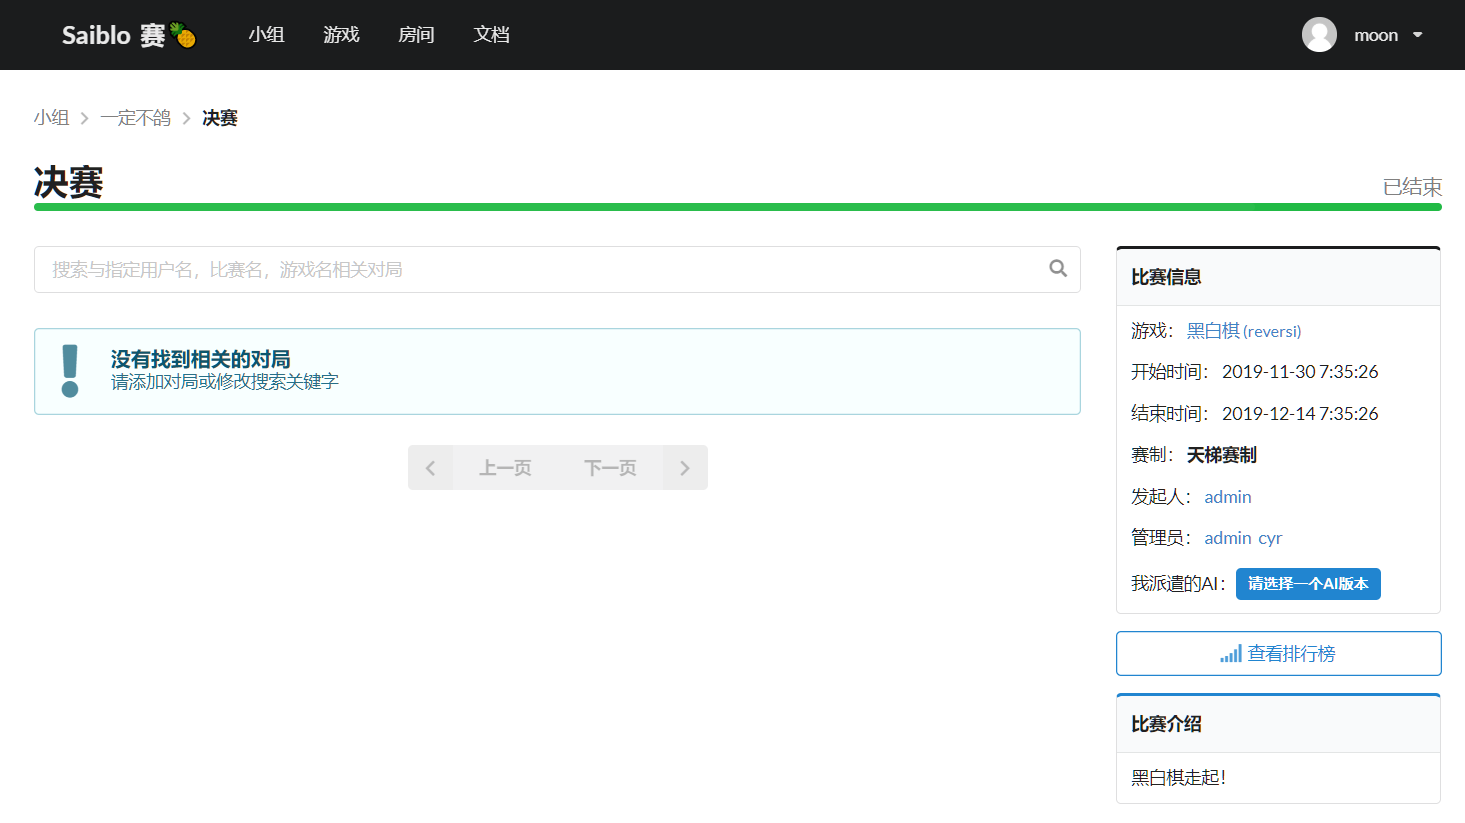 Saiblo 赛🍍 小组 游戏 房间 文档 moon
小组 一定不鸽 决赛
决赛
已结束
搜索与指定用户名，比赛名，游戏名相关对局
没有找到相关的对局
请添加对局或修改搜索关键字
上一页 下一页
比赛信息
游戏： 黑白棋 (reversi)
开始时间： 2019-11-30 7:35:26
结束时间： 2019-12-14 7:35:26
赛制： 天梯赛制
发起人： admin
管理员： admin cyr
我派遣的AI： 请选择一个AI版本
查看排行榜
比赛介绍
黑白棋走起！